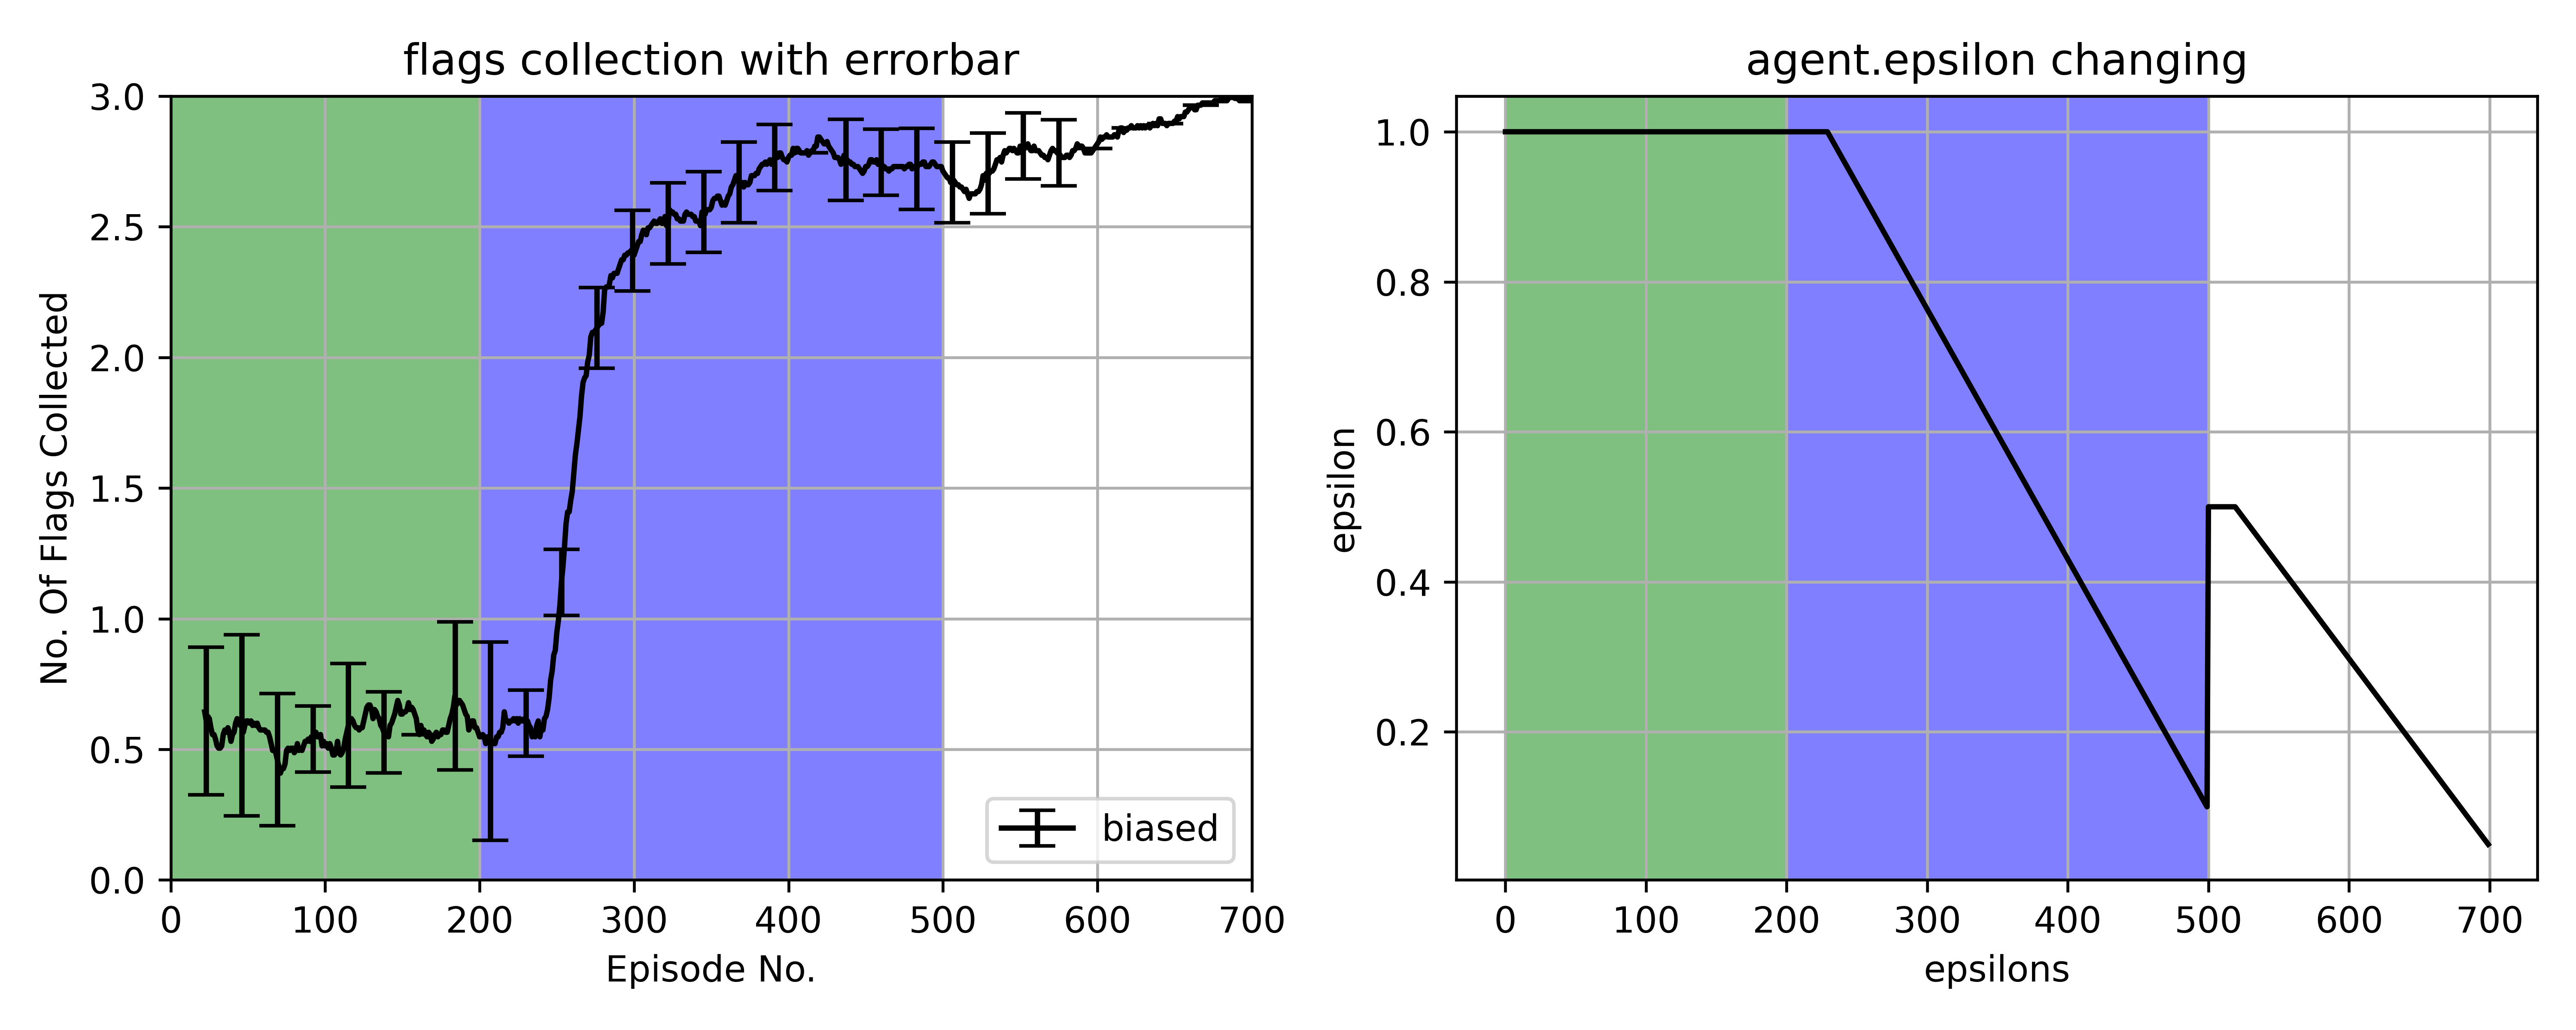 flags collection with errorbar
3.0
2.5
2.0
1.5
1.0
0.5
0.0
No. Of Flags Collected
0 100 200 300 400 500 600 700
Episode No.
biased
agent.epsilon changing
1.0
0.8
0.6
0.4
0.2
epsilon
0 100 200 300 400 500 600 700
epsilons